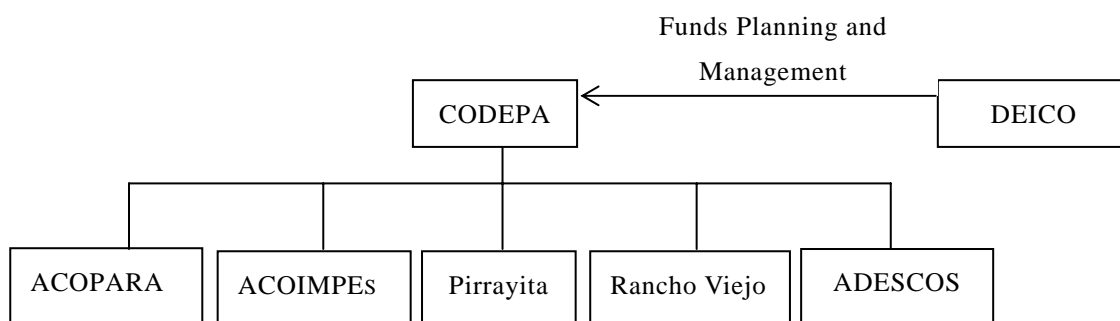 Funds Planning and
Management
CODEPA
DEICO
ACOPARA
ACOIMPEs
Pirrayita
Rancho Viejo
ADESCOS